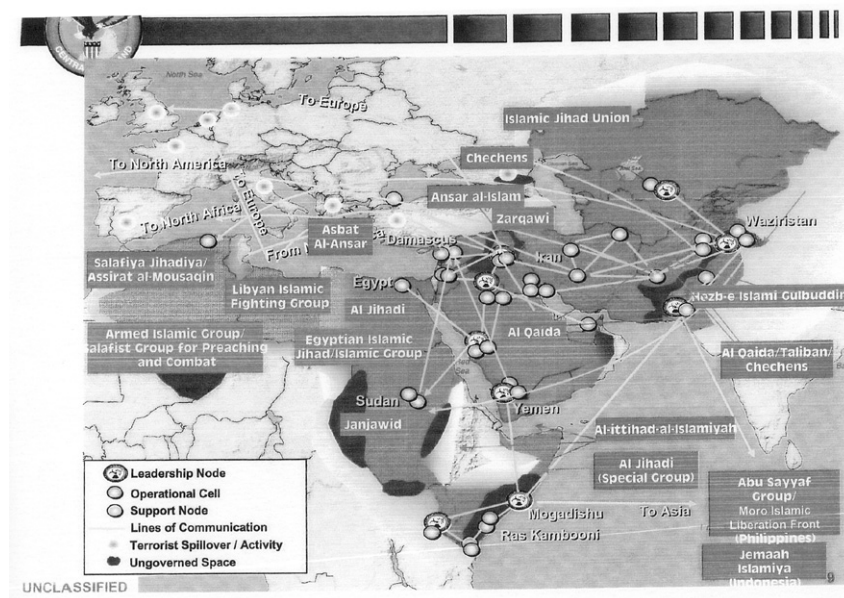 CENTRAL
North Sea
To Europe
Islamic Jihad Union
To North America
Chechens
To Europe
Ansar al-Islam
To North Africa
Zarqawi
Waziristan
Asbat
Al-Ansar
Damascus
Iran
Salafiya Jihadiya/
Assirat al-Mousaqin
Libyan Islamic
Fighting Group
Egypt
Hezb-e Islami Gulbuddin
Al Jihadi
Armed Islamic Group/
Salafist Group for Preaching
and Combat
Egyptian Islamic
Jihad/Islamic Group
Al Qaida
Al Qaida/Taliban/
Chechens
Sudan
Yemen
Janjawid
Al-ittihad-al-Islamiyah
Al Jihadi
(Special Group)
Leadership Node
Operational Cell
Support Node
Lines of Communication
Terrorist Spillover / Activity
Ungoverned Space
Mogadishu
To Asia
Ras Kambooni
Abu Sayyaf
Group/
Moro Islamic
Liberation Front
(Philippines)
Jemaah
Islamiya
(Indonesia)
UNCLASSIFIED
9